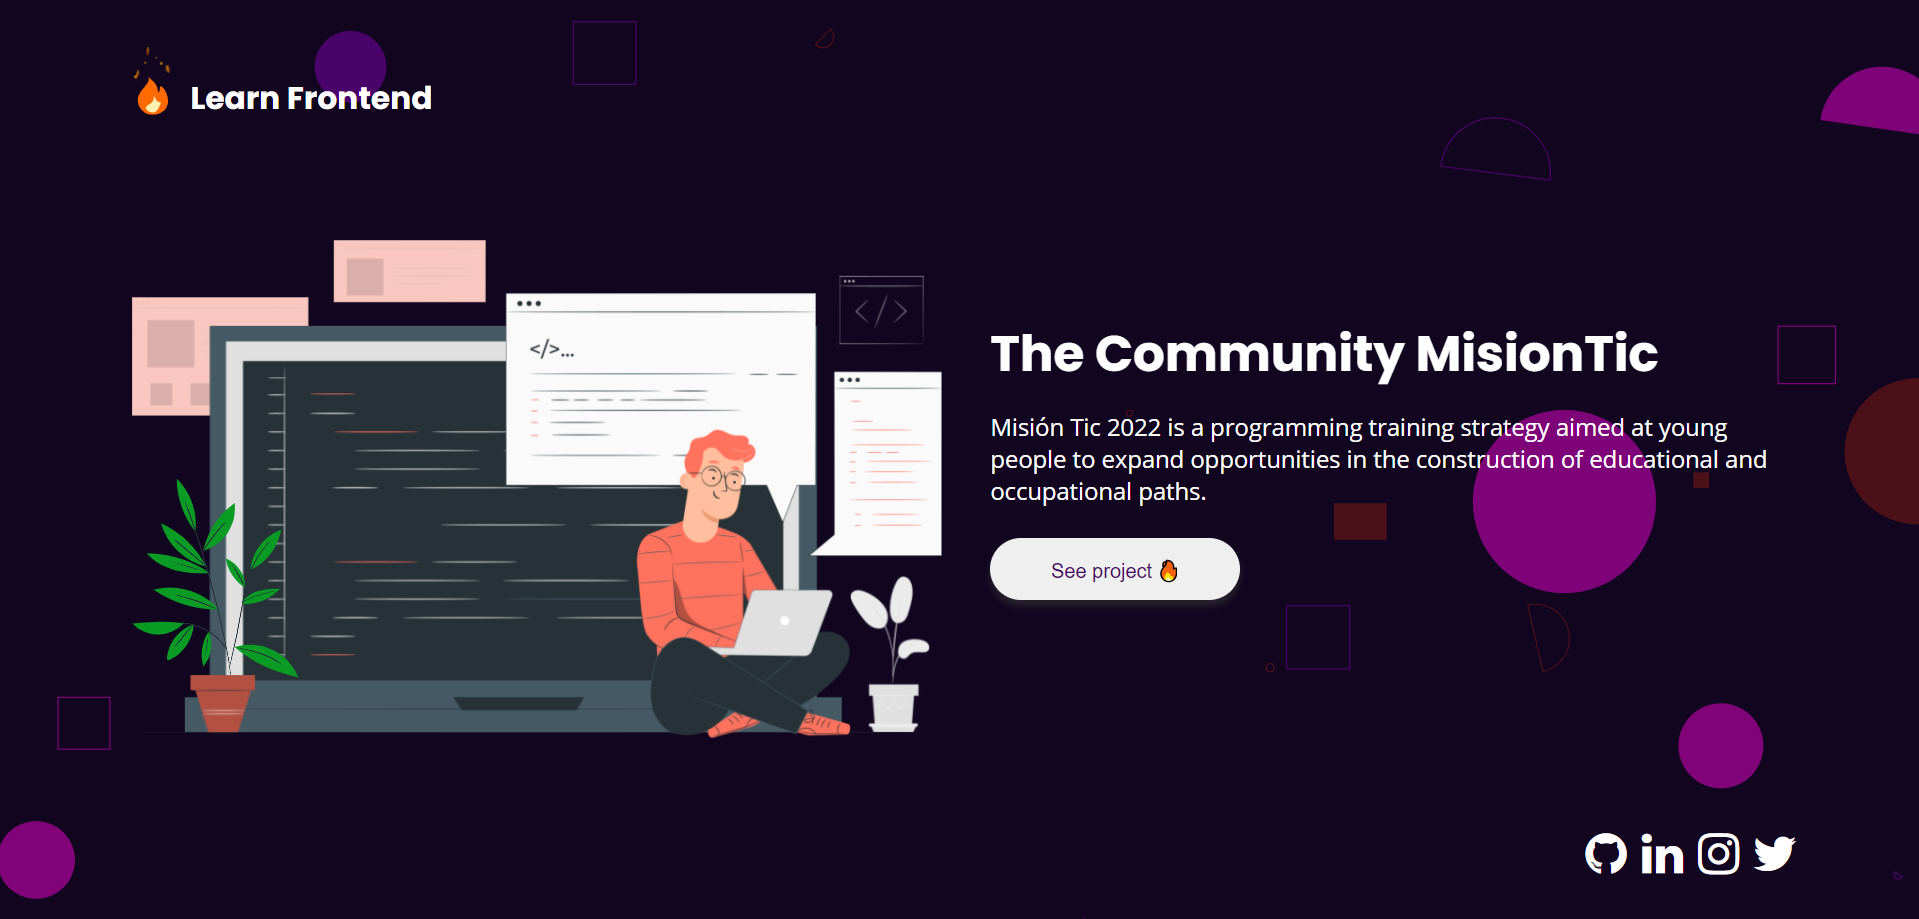 Learn Frontend
</>...
</>
The Community MisionTic
Misión Tic 2022 is a programming training strategy aimed at young
people to expand opportunities in the construction of educational and
occupational paths.
See project 🔥
in